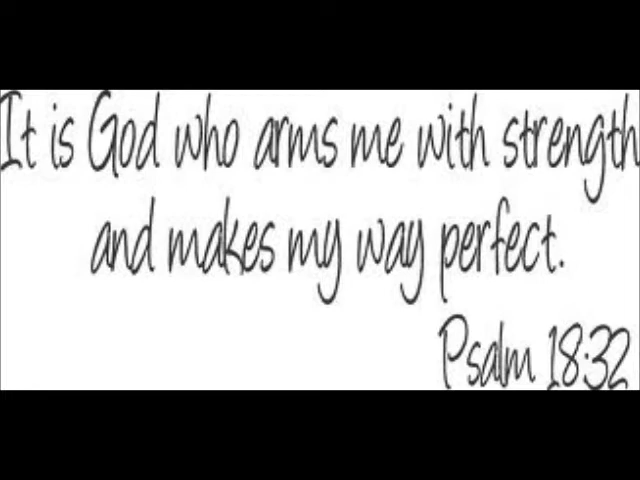 It is God who arms me with strength
and makes my way perfect.
Psalm 18:32